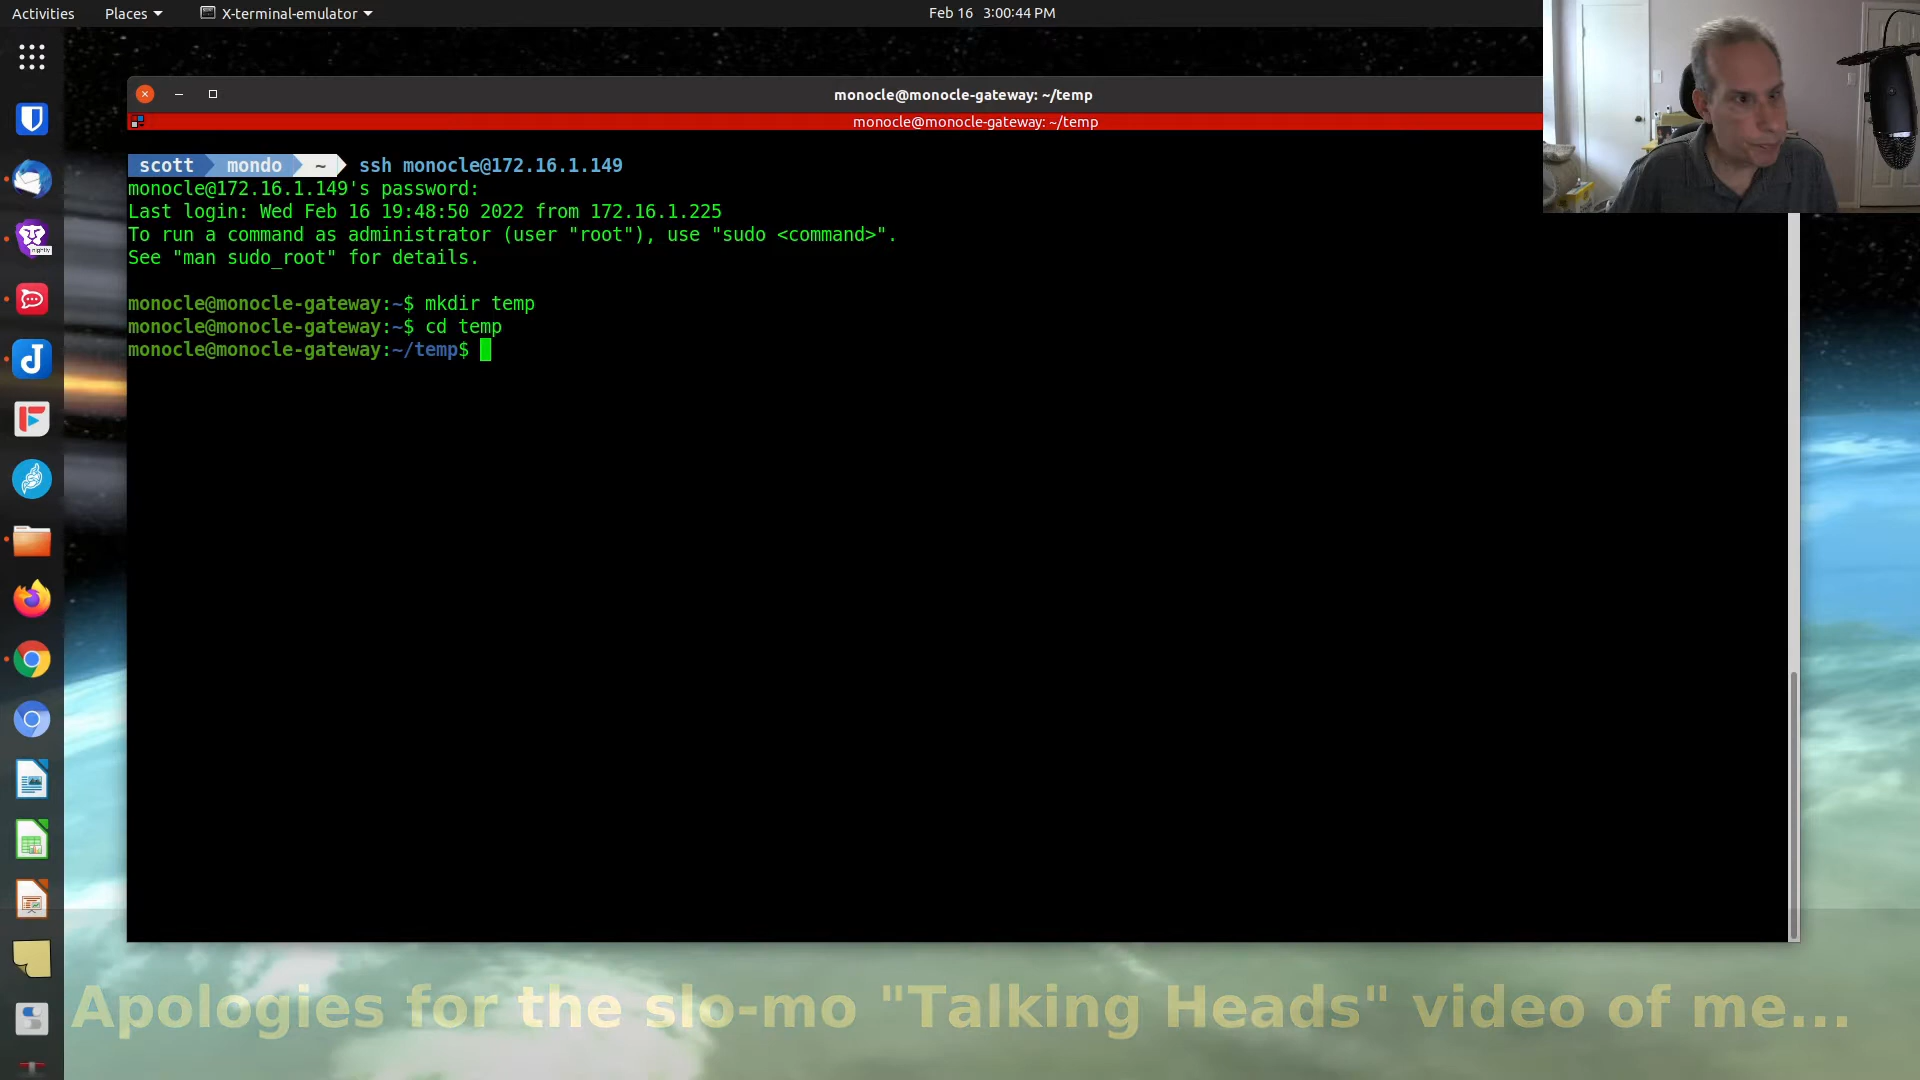 Activities Places X-terminal-emulator Feb 16 3:00:44 PM
monocle@monocle-gateway: ~/temp
monocle@monocle-gateway: ~/temp
scott mondo ~ ssh monocle@172.16.1.149
monocle@172.16.1.149's password:
Last login: Wed Feb 16 19:48:50 2022 from 172.16.1.225
To run a command as administrator (user "root"), use "sudo <command>".
See "man sudo_root" for details.
monocle@monocle-gateway:~$ mkdir temp
monocle@monocle-gateway:~$ cd temp
monocle@monocle-gateway:~/temp$
Apologies for the slo-mo "Talking Heads" video of me...